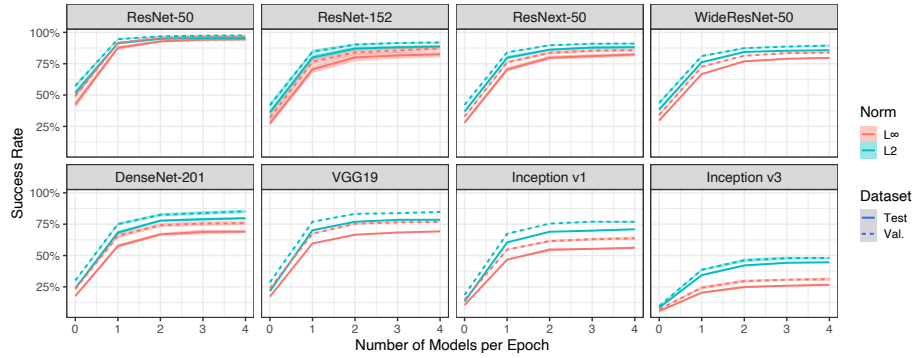 ResNet-50 ResNet-152 ResNext-50 WideResNet-50
100%
75%
50%
25%
DenseNet-201 VGG19 Inception v1 Inception v3
100%
75%
50%
25%
0 1 2 3 4 0 1 2 3 4 0 1 2 3 4 0 1 2 3 4
Number of Models per Epoch
Success Rate
Norm
L∞
L2
Dataset
Test
Val.